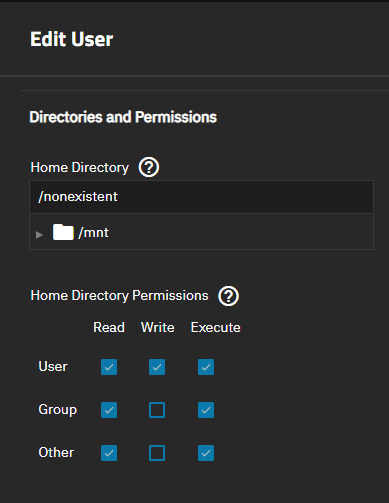 Edit User
Directories and Permissions
Home Directory ?
/nonexistent
/mnt
Home Directory Permissions ?
Read Write Execute
User
Group
Other